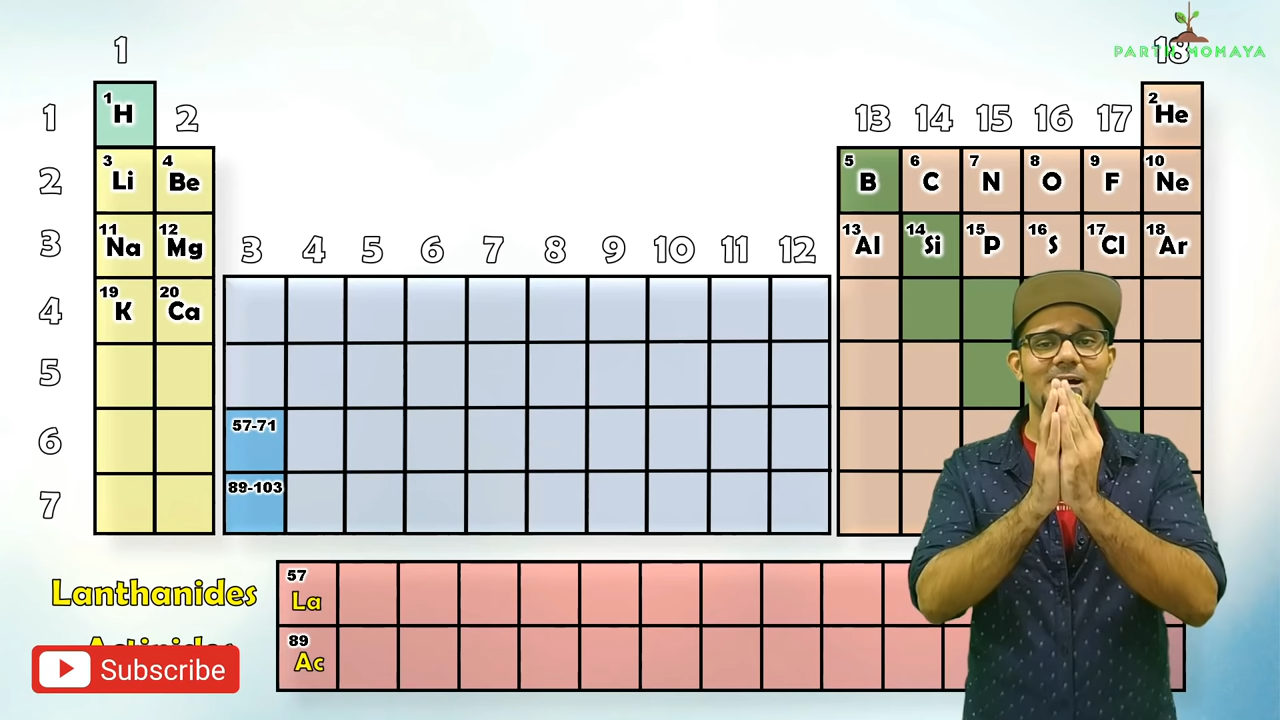 PARTH MOMAYA
1
18
1
1
H
2
13
14
15
16
17
2
He
2
3
Li
4
Be
5
B
6
C
7
N
8
O
9
F
10
Ne
3
11
Na
12
Mg
3
4
5
6
7
8
9
10
11
12
13
Al
14
Si
15
P
16
S
17
Cl
18
Ar
4
19
K
20
Ca
5
6
57-71
7
89-103
Lanthanides
57
La
Actinides
89
Ac
Subscribe